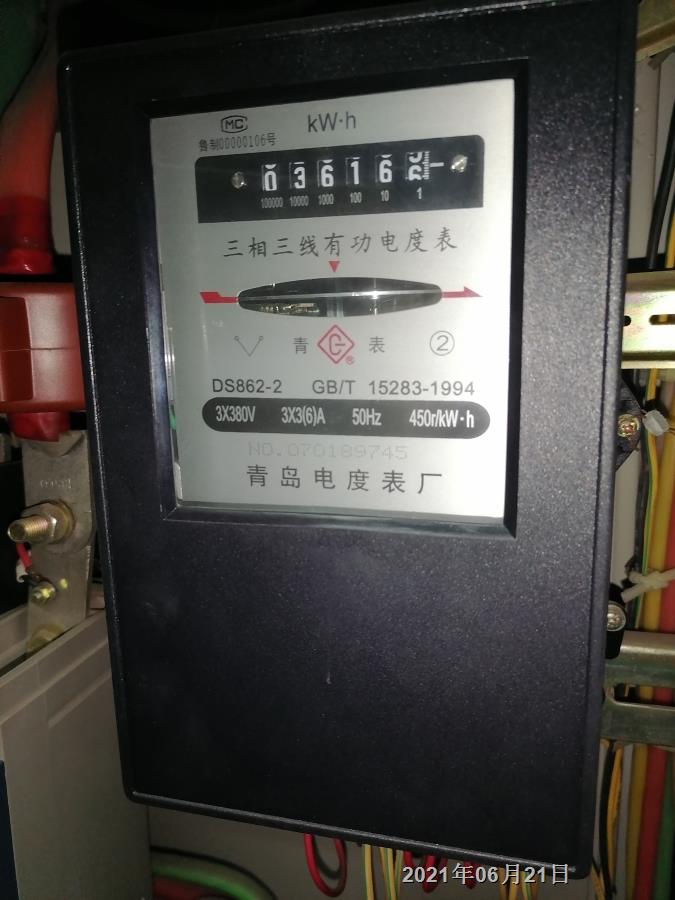 MC
kW·h
鲁制00000106号
0 3 6 1 6
100000 10000 1000 100 10 1
三相三线有功电度表
青 G® 表 ②
DS862-2 GB/T 15283-1994
3X380V 3X3(6)A 50Hz 450r/kW·h
NO.070189745
青岛电度表厂
2021年06月21日